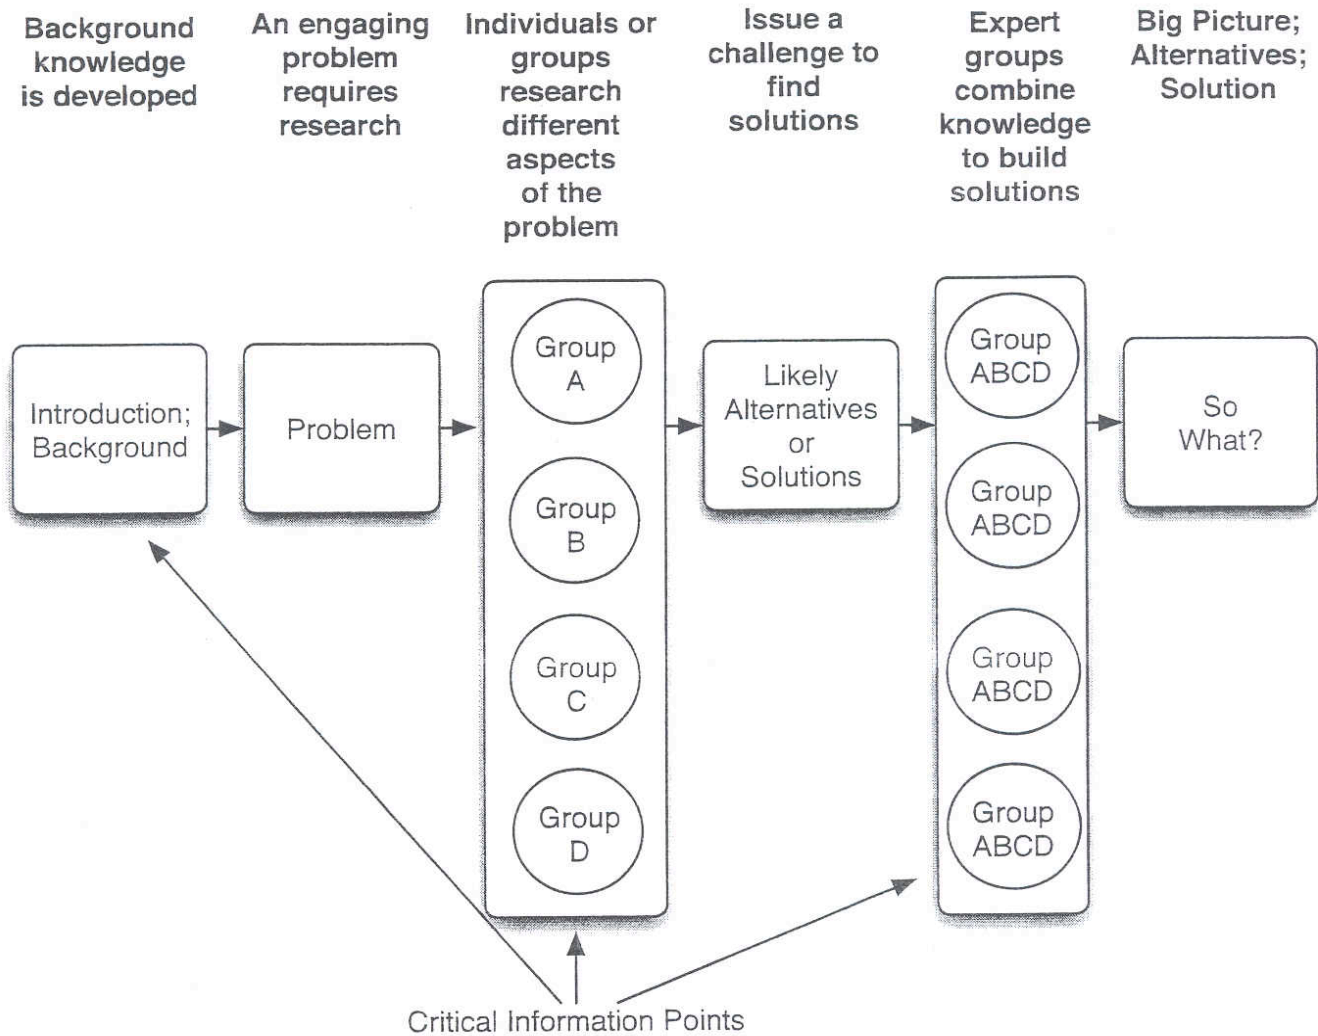 Background
knowledge
is developed
An engaging
problem
requires
research
Individuals or
groups
research
different
aspects
of the
problem
Issue a
challenge to
find
solutions
Expert
groups
combine
knowledge
to build
solutions
Big Picture;
Alternatives;
Solution
Introduction;
Background
Problem
Group
A
Group
B
Group
C
Group
D
Likely
Alternatives
or
Solutions
Group
ABCD
Group
ABCD
Group
ABCD
Group
ABCD
So
What?
Critical Information Points